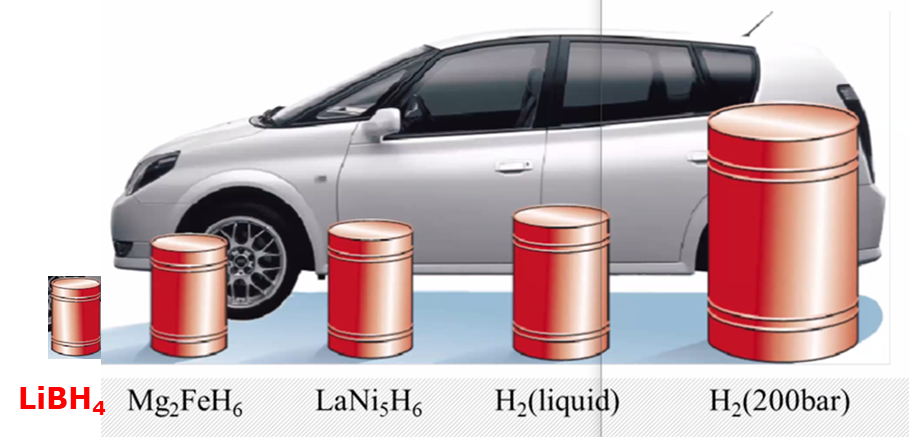 LiBH₄ Mg₂FeH₆ LaNi₅H₆ H₂(liquid) H₂(200bar)